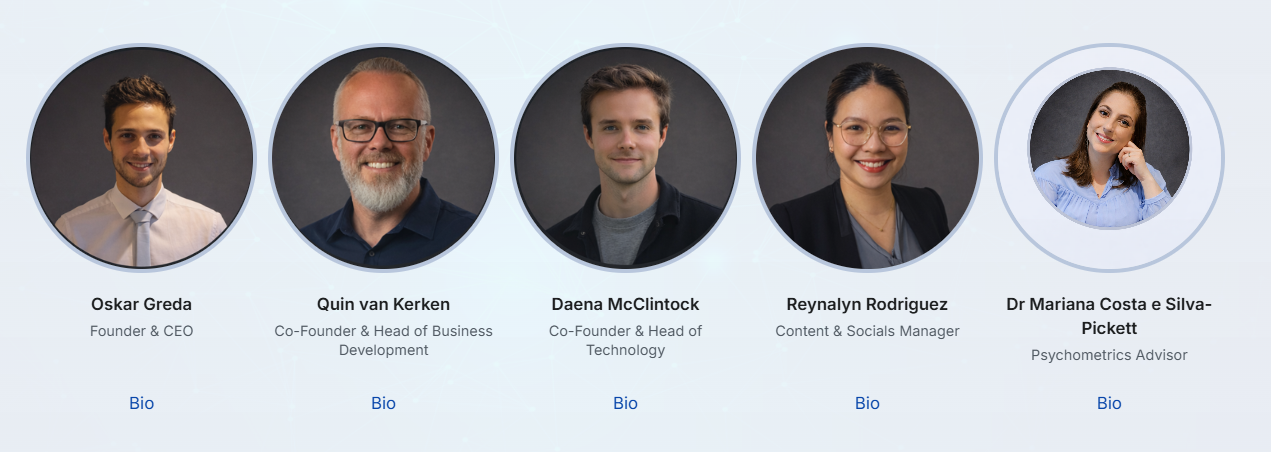 Oskar Greda
Founder & CEO
Bio
Quin van Kerken
Co-Founder & Head of Business
Development
Bio
Daena McClintock
Co-Founder & Head of
Technology
Bio
Reynalyn Rodriguez
Content & Socials Manager
Bio
Dr Mariana Costa e Silva-
Pickett
Psychometrics Advisor
Bio